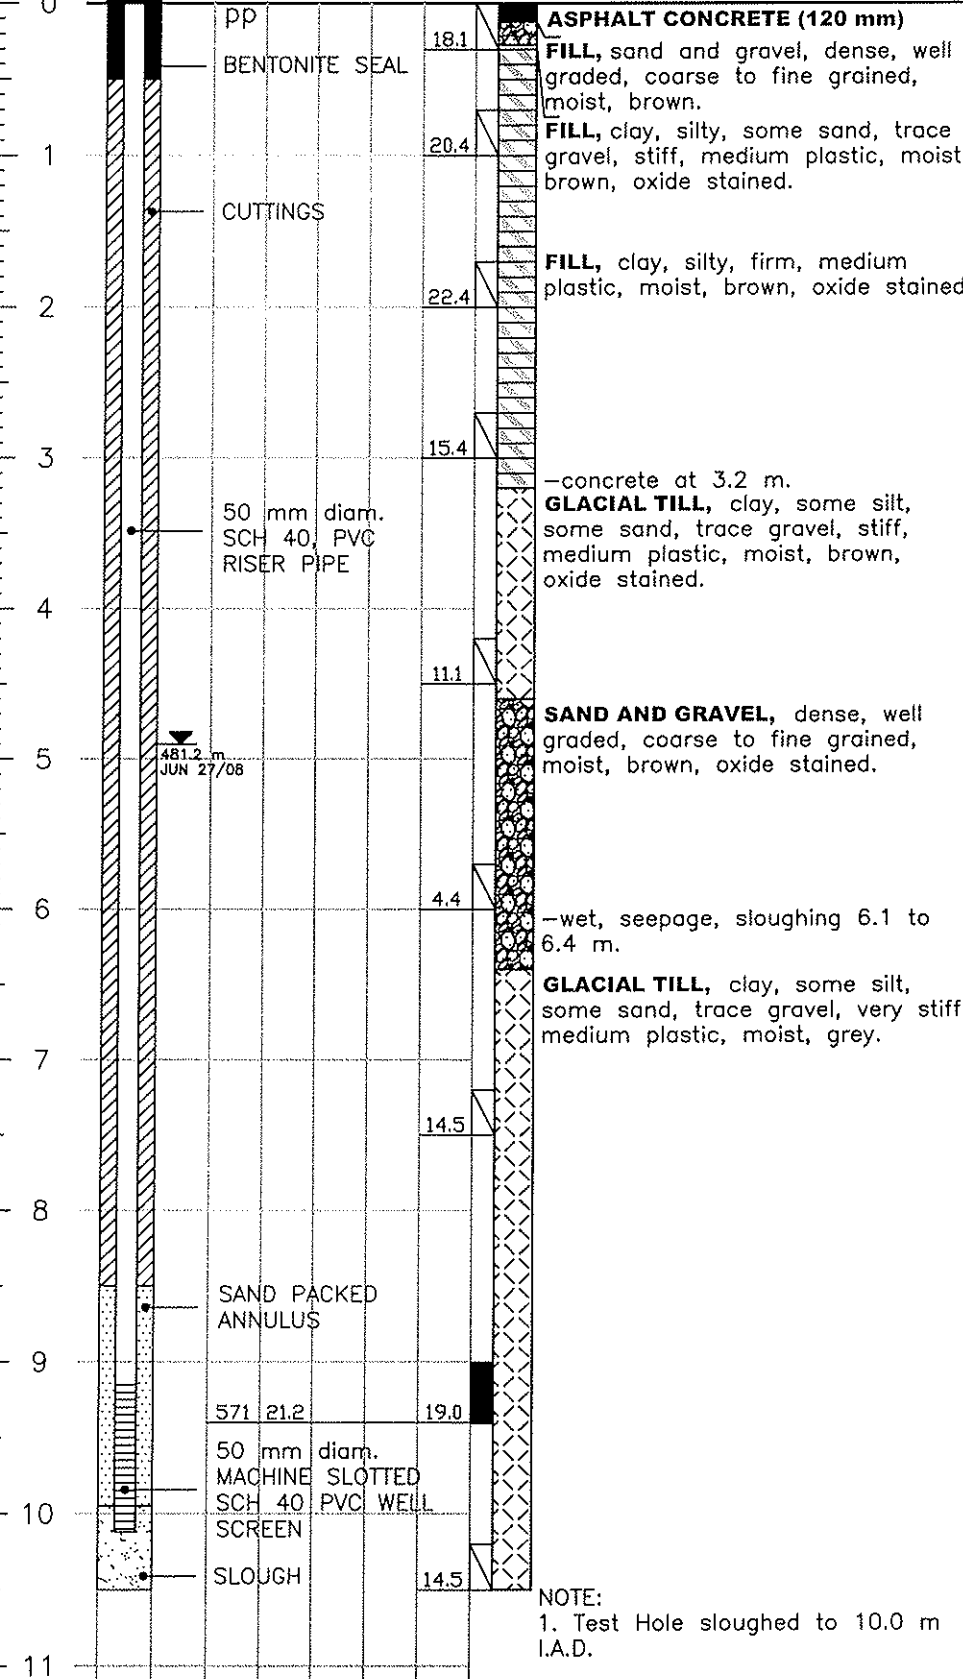 0
pp
18.1
ASPHALT CONCRETE (120 mm)
FILL, sand and gravel, dense, well
graded, coarse to fine grained,
moist, brown.
BENTONITE SEAL
FILL, clay, silty, some sand, trace
gravel, stiff, medium plastic, moist
brown, oxide stained.
1
20.4
CUTTINGS
FILL, clay, silty, firm, medium
plastic, moist, brown, oxide stained
2
22.4
3
15.4
-concrete at 3.2 m.
GLACIAL TILL, clay, some silt,
some sand, trace gravel, stiff,
medium plastic, moist, brown,
oxide stained.
50 mm diam.
SCH 40, PVC
RISER PIPE
4
11.1
SAND AND GRAVEL, dense, well
graded, coarse to fine grained,
moist, brown, oxide stained.
481.2 m
JUN 27/08
5
6
4.4
-wet, seepage, sloughing 6.1 to
6.4 m.
GLACIAL TILL, clay, some silt,
some sand, trace gravel, very stiff
medium plastic, moist, grey.
7
14.5
8
SAND PACKED
ANNULUS
9
571 21.2 19.0
50 mm diam.
MACHINE SLOTTED
SCH 40 PVC WELL
SCREEN
10
SLOUGH
14.5
NOTE:
1. Test Hole sloughed to 10.0 m
I.A.D.
11